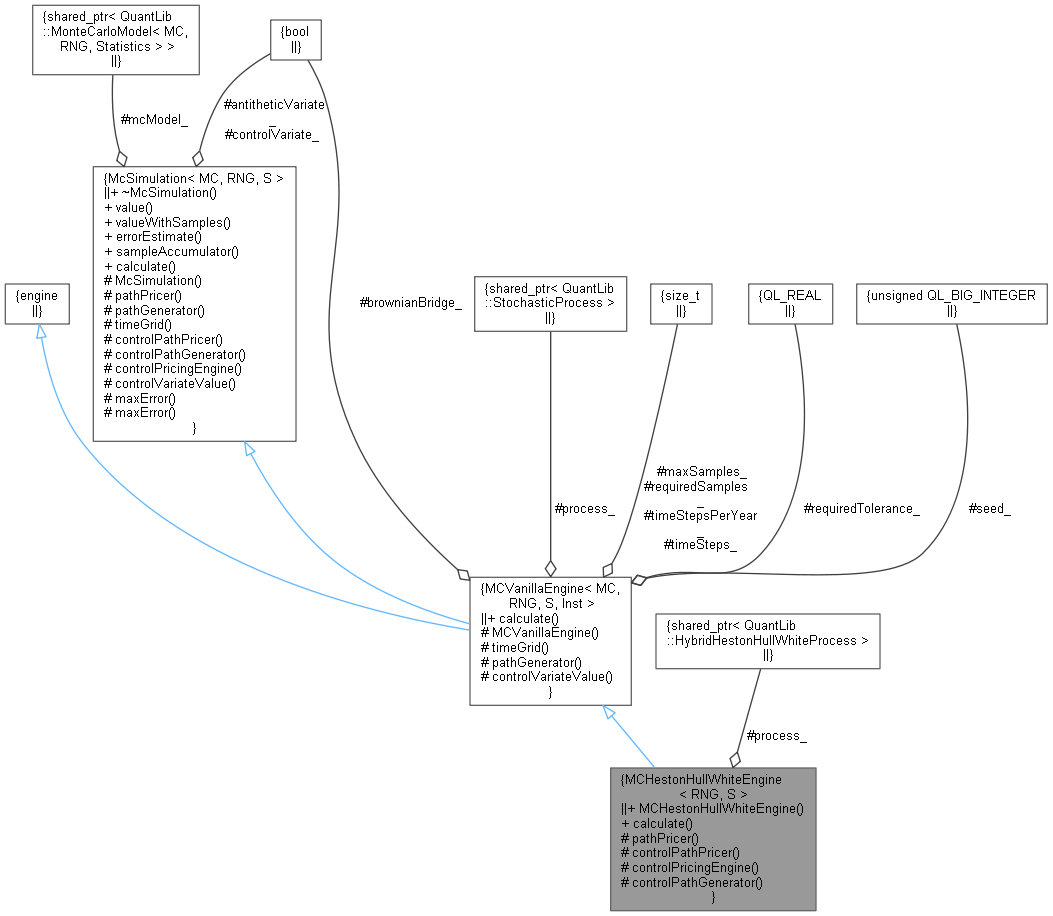 {shared_ptr< QuantLib
::MonteCarloModel< MC,
RNG, Statistics > >
||}
{bool
||}
#mcModel_
#antitheticVariate
_
#controlVariate_
{McSimulation< MC, RNG, S >
||+ ~McSimulation()
+ value()
+ valueWithSamples()
+ errorEstimate()
+ sampleAccumulator()
+ calculate()
# McSimulation()
# pathPricer()
# pathGenerator()
# timeGrid()
# controlPathPricer()
# controlPathGenerator()
# controlPricingEngine()
# controlVariateValue()
# maxError()
# maxError()
}
{engine
||}
#brownianBridge_
{shared_ptr< QuantLib
::StochasticProcess >
||}
{size_t
||}
{QL_REAL
||}
{unsigned QL_BIG_INTEGER
||}
#process_
#maxSamples_
#requiredSamples
_
#timeStepsPerYear
_
#timeSteps_
#requiredTolerance_
#seed_
{MCVanillaEngine< MC,
RNG, S, Inst >
||+ calculate()
# MCVanillaEngine()
# timeGrid()
# pathGenerator()
# controlVariateValue()
}
{shared_ptr< QuantLib
::HybridHestonHullWhiteProcess >
||}
#process_
{MCHestonHullWhiteEngine
< RNG, S >
||+ MCHestonHullWhiteEngine()
+ calculate()
# pathPricer()
# controlPathPricer()
# controlPricingEngine()
# controlPathGenerator()
}